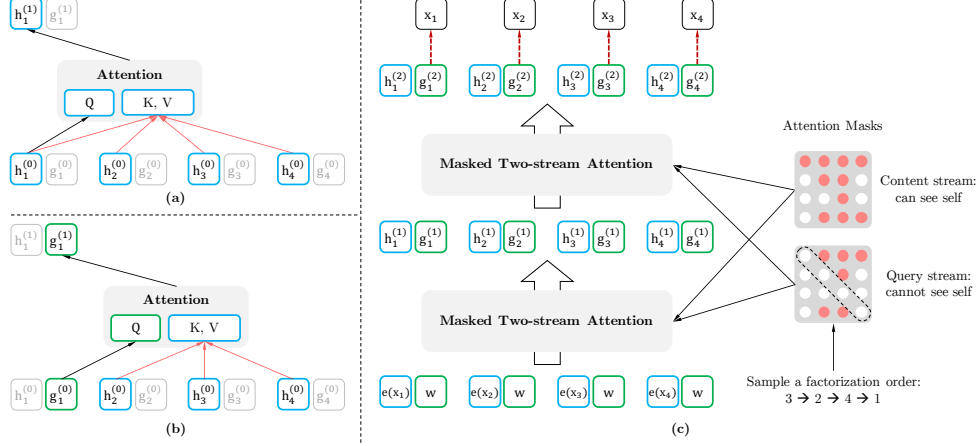 h₁⁽¹⁾ g₁⁽¹⁾
Attention
Q K, V
h₁⁽⁰⁾ g₁⁽⁰⁾ h₂⁽⁰⁾ g₂⁽⁰⁾ h₃⁽⁰⁾ g₃⁽⁰⁾ h₄⁽⁰⁾ g₄⁽⁰⁾
(a)
h₁⁽¹⁾ g₁⁽¹⁾
Attention
Q K, V
h₁⁽⁰⁾ g₁⁽⁰⁾ h₂⁽⁰⁾ g₂⁽⁰⁾ h₃⁽⁰⁾ g₃⁽⁰⁾ h₄⁽⁰⁾ g₄⁽⁰⁾
(b)
x₁ x₂ x₃ x₄
h₁⁽²⁾ g₁⁽²⁾ h₂⁽²⁾ g₂⁽²⁾ h₃⁽²⁾ g₃⁽²⁾ h₄⁽²⁾ g₄⁽²⁾
Masked Two-stream Attention
h₁⁽¹⁾ g₁⁽¹⁾ h₂⁽¹⁾ g₂⁽¹⁾ h₃⁽¹⁾ g₃⁽¹⁾ h₄⁽¹⁾ g₄⁽¹⁾
Masked Two-stream Attention
e(x₁) w e(x₂) w e(x₃) w e(x₄) w
(c)
Attention Masks
Content stream:
can see self
Query stream:
cannot see self
Sample a factorization order:
3 → 2 → 4 → 1